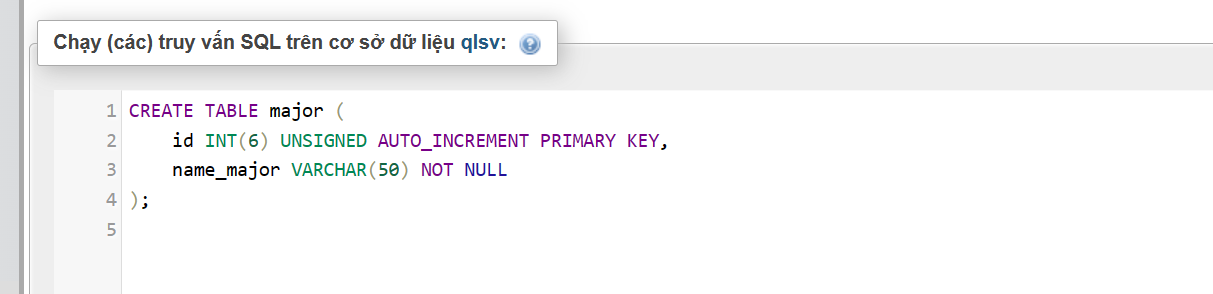 Chạy (các) truy vấn SQL trên cơ sở dữ liệu qlsv:
1 CREATE TABLE major (
2 id INT(6) UNSIGNED AUTO_INCREMENT PRIMARY KEY,
3 name_major VARCHAR(50) NOT NULL
4 );
5